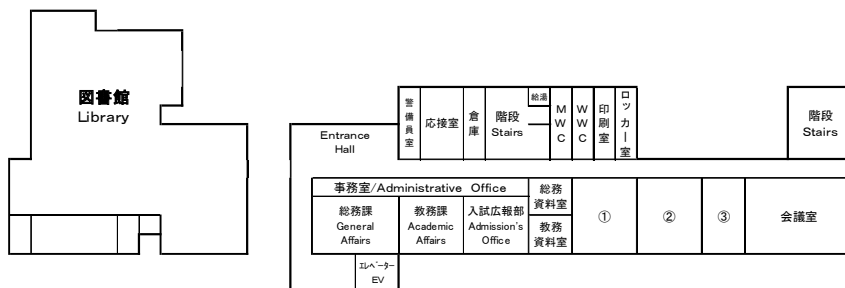 図書館
Library
Entrance
Hall
警備員室
応接室
倉庫
階段
Stairs
給湯
MWC
WWC
印刷室
ロッカー室
階段
Stairs
事務室/Administrative Office
総務課
General
Affairs
教務課
Academic
Affairs
入試広報部
Admission's
Office
総務
資料室
教務
資料室
①
②
③
会議室
エレベーター
EV